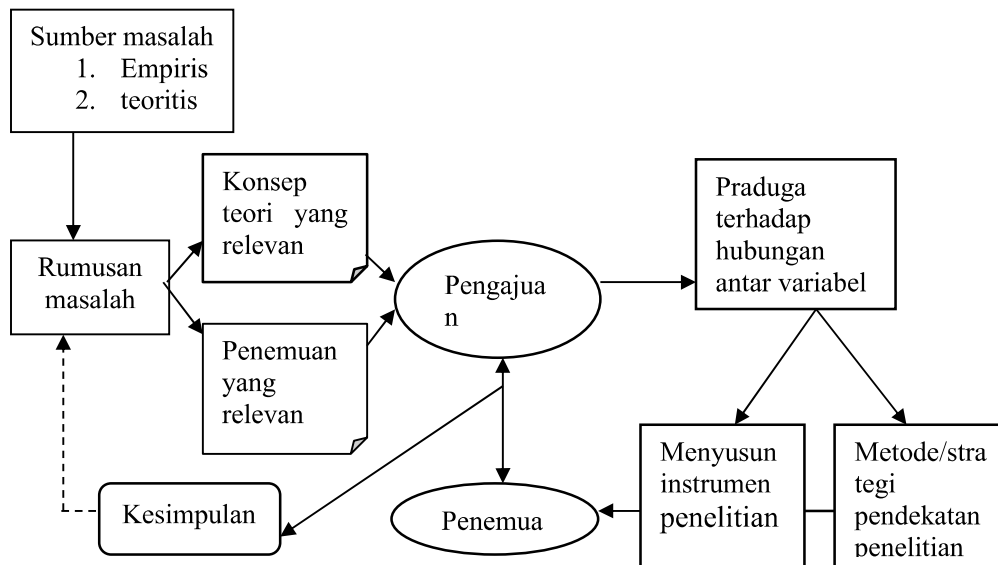 Sumber masalah
1. Empiris
2. teoritis
Rumusan
masalah
Konsep
teori yang
relevan
Penemuan
yang
relevan
Pengajua
n
Praduga
terhadap
hubungan
antar variabel
Menyusun
instrumen
penelitian
Metode/stra
tegi
pendekatan
penelitian
Penemua
Kesimpulan